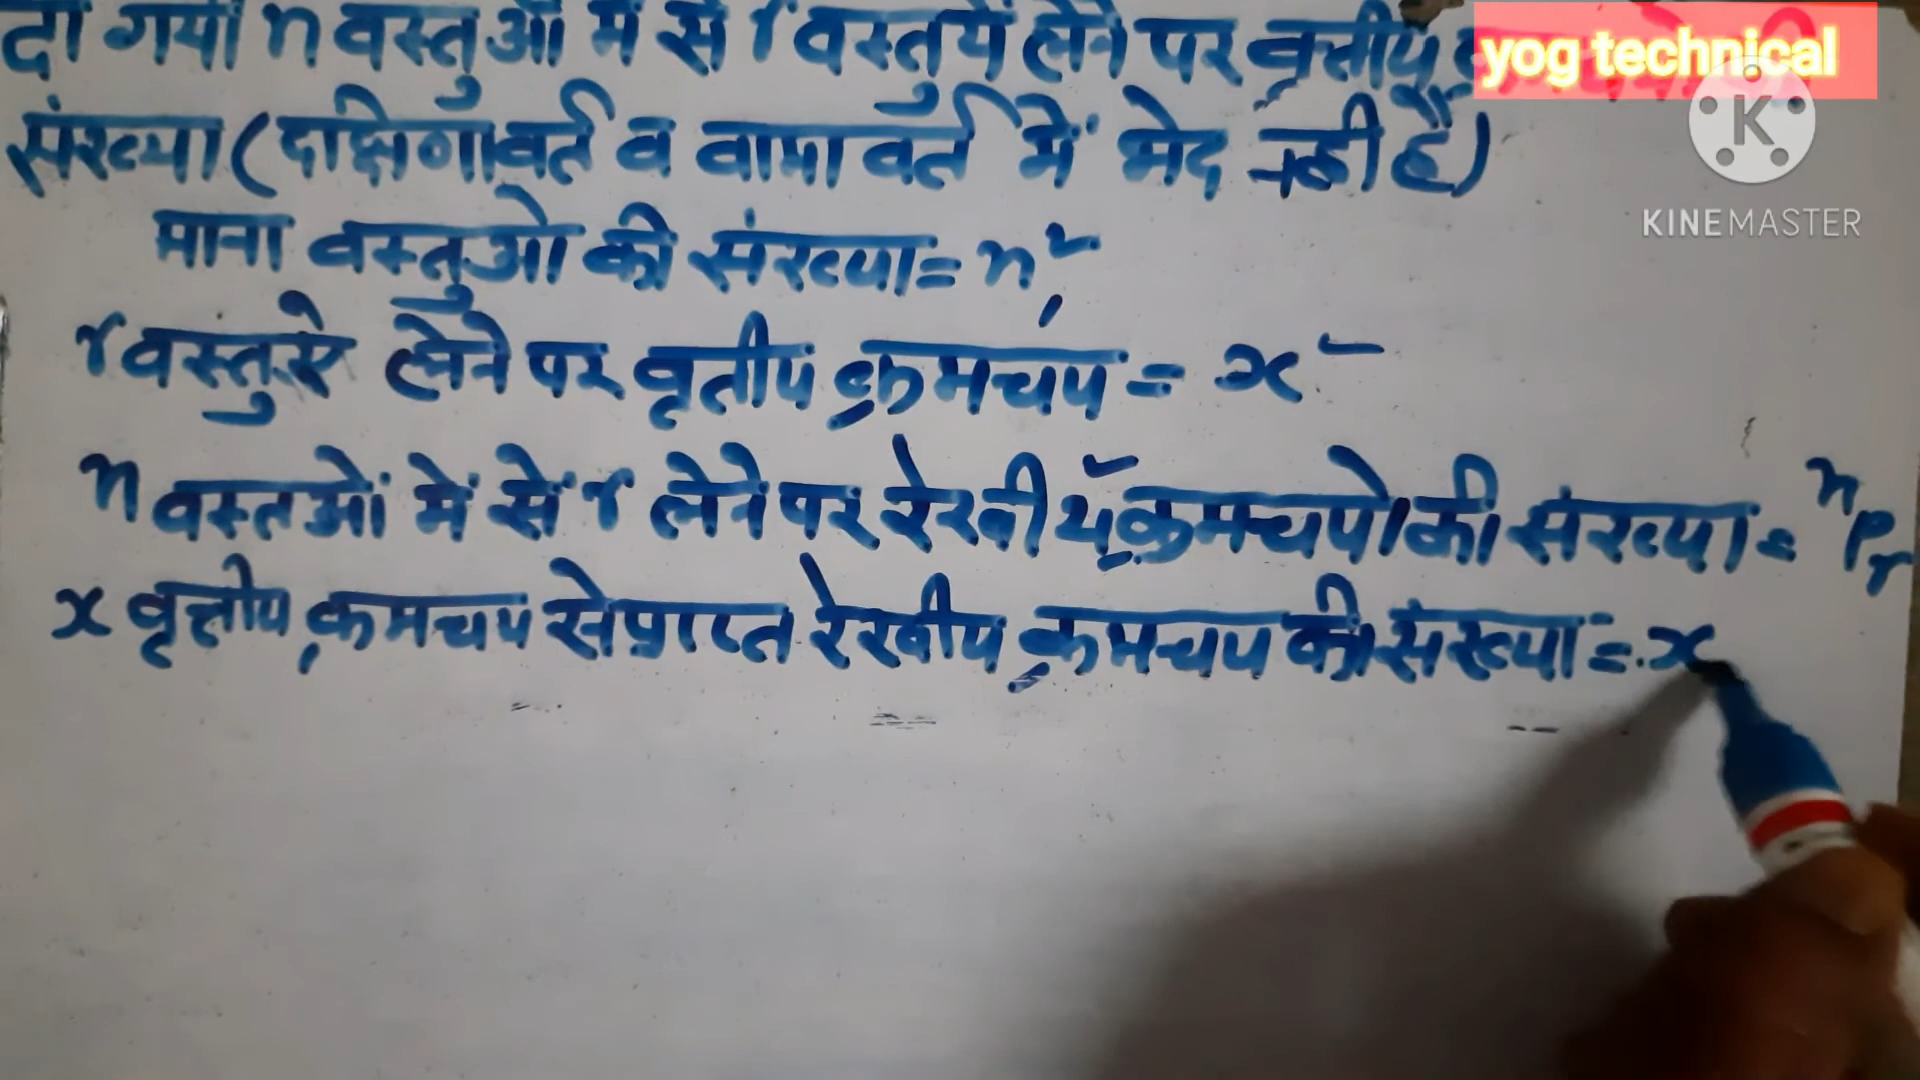 दी गयी n वस्तुओं में से r वस्तुयें लेने पर वृत्तीय
yog technical
संख्या (दक्षिणावर्त व वामावर्त में भेद नही है)
K
KINEMASTER
माना वस्तुओ की संख्या = n
r वस्तुएे लेने पर वृतीय क्रमचय = x
n वस्तओं में से r लेने पर रेखीय क्रमचयो की संख्या = ⁿPᵣ
x वृत्तीय क्रमचय से प्राप्त रेखीय क्रमचय की संख्या = x